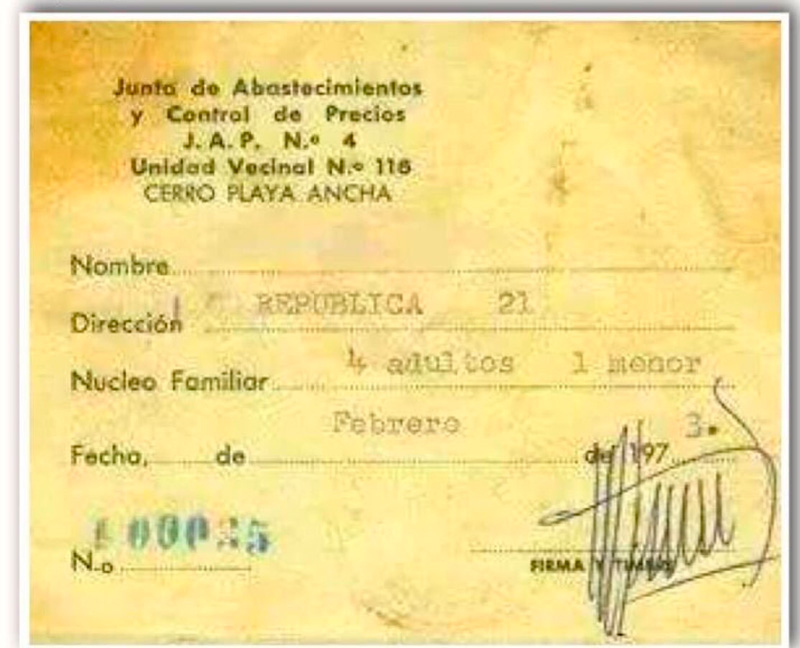 Junta de Abastecimientos
y Control de Precios
J. A. P. N.º 4
Unidad Vecinal N.º 116
CERRO PLAYA ANCHA
Nombre
Dirección REPUBLICA 21
Nucleo Familiar 4 adultos 1 menor
Fecha, de Febrero de 197 3.
N.o
FIRMA Y TIMBRE